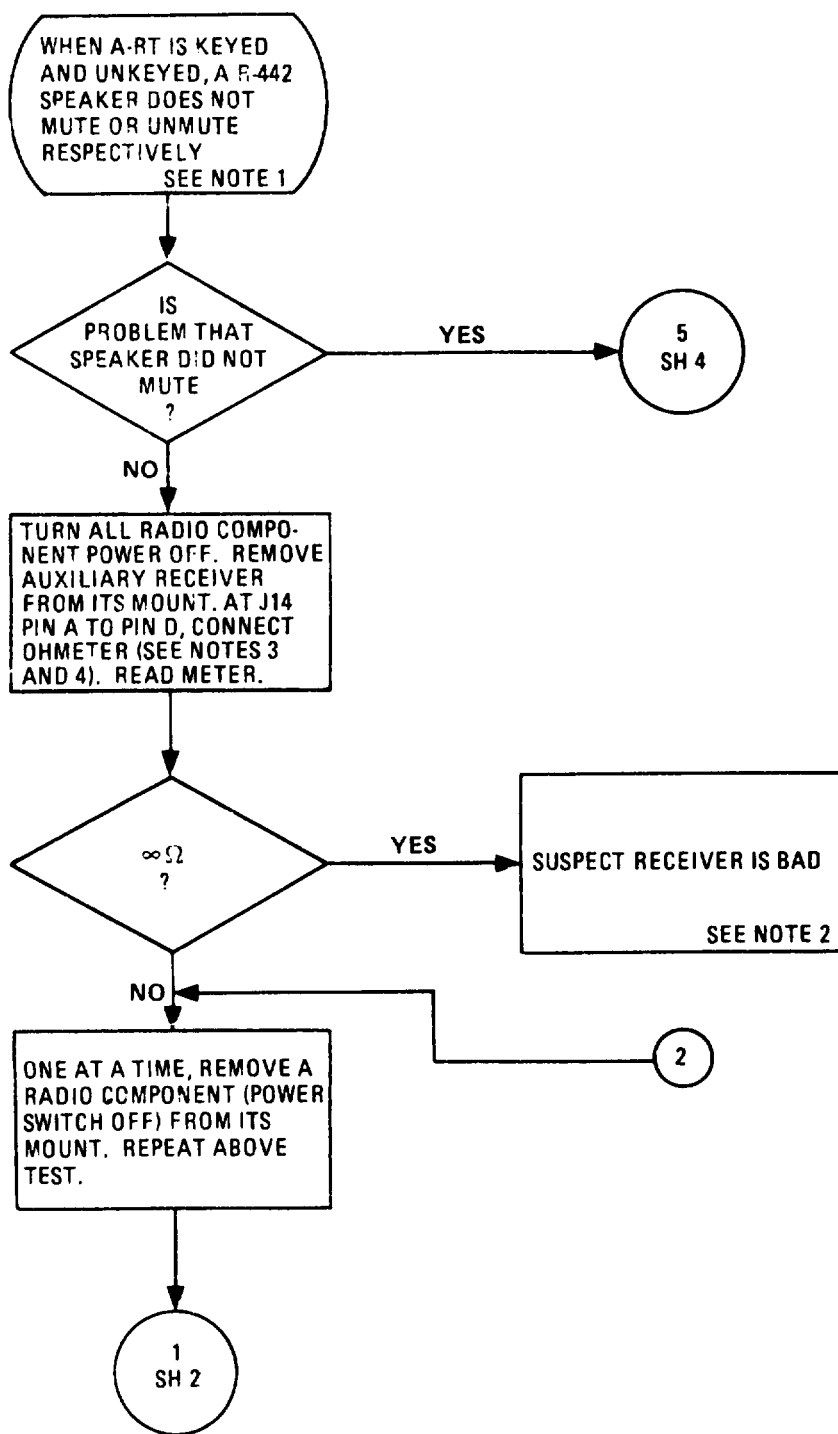 WHEN A-RT IS KEYED
AND UNKEYED, A R-442
SPEAKER DOES NOT
MUTE OR UNMUTE
RESPECTIVELY
SEE NOTE 1
IS
PROBLEM THAT
SPEAKER DID NOT
MUTE
?
YES
5
SH 4
NO
TURN ALL RADIO COMPO-
NENT POWER OFF. REMOVE
AUXILIARY RECEIVER
FROM ITS MOUNT. AT J14
PIN A TO PIN D, CONNECT
OHMETER (SEE NOTES 3
AND 4). READ METER.
∞ Ω
?
YES
SUSPECT RECEIVER IS BAD
SEE NOTE 2
NO
2
ONE AT A TIME, REMOVE A
RADIO COMPONENT (POWER
SWITCH OFF) FROM ITS
MOUNT. REPEAT ABOVE
TEST.
1
SH 2